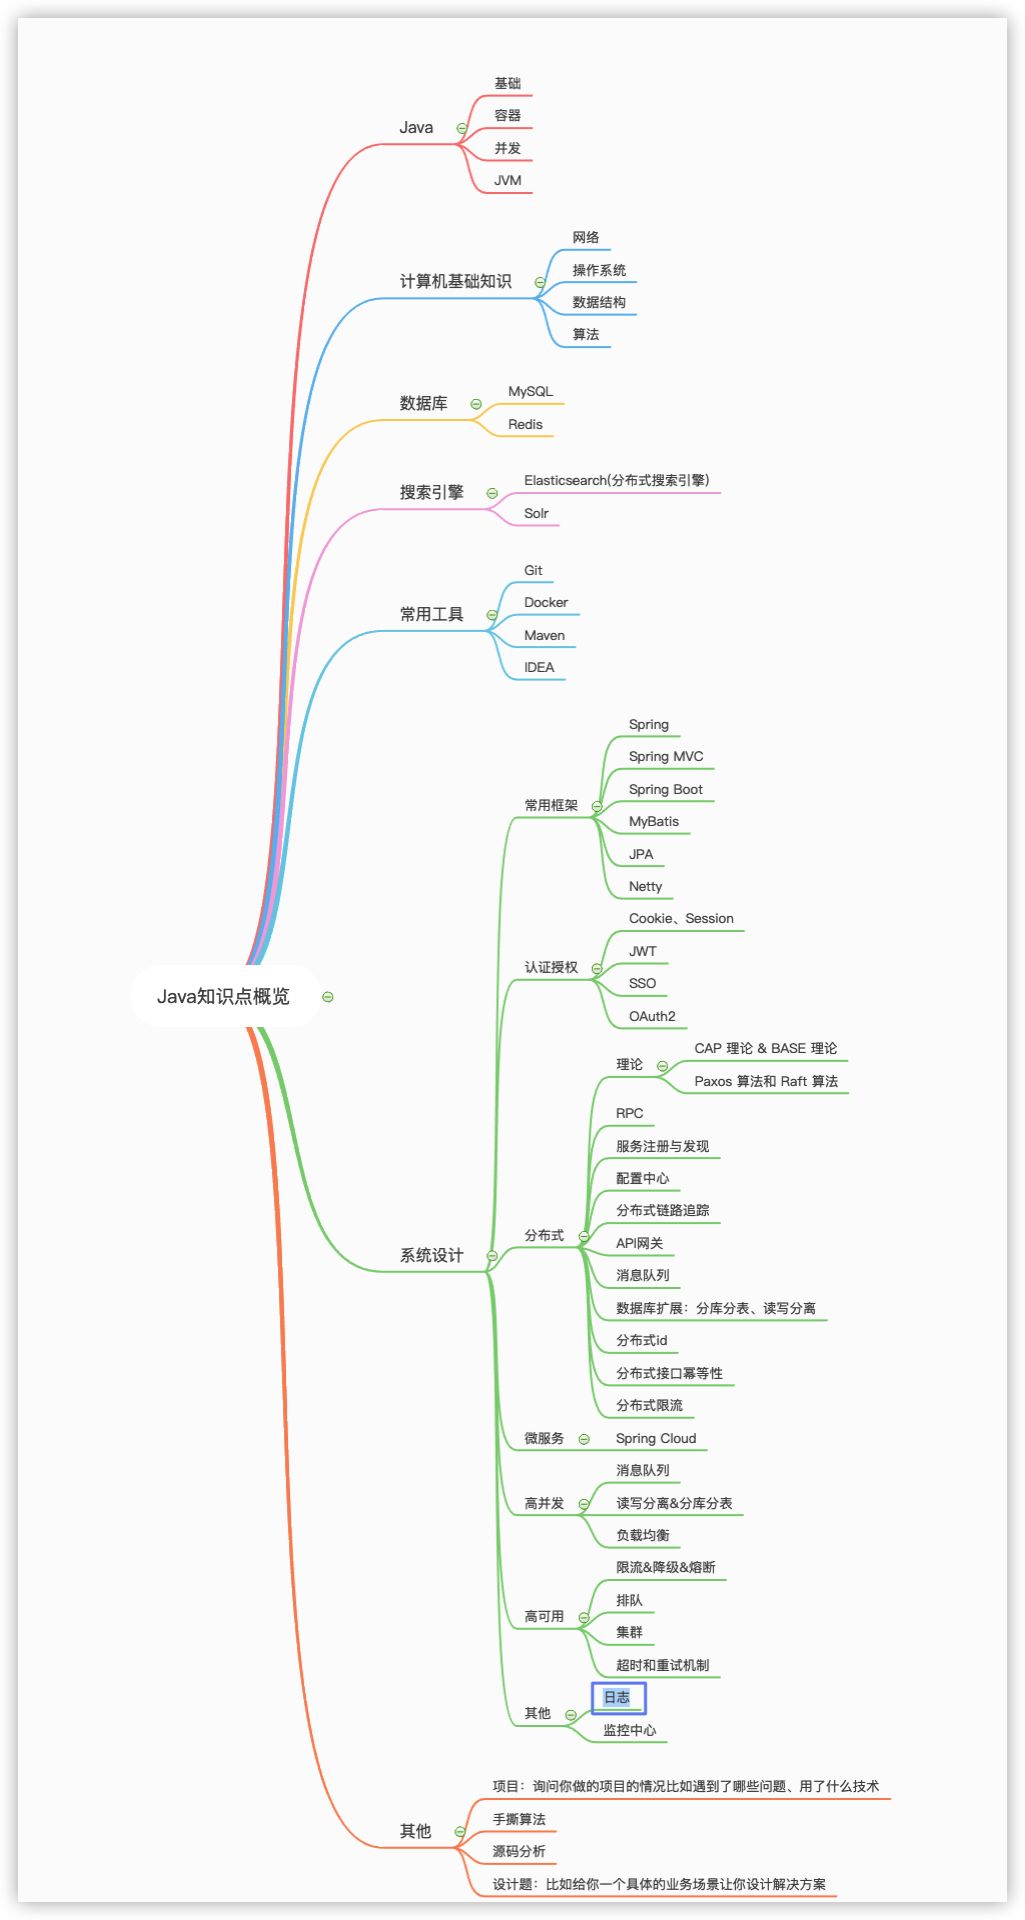 Java知识点概览
Java
基础
容器
并发
JVM
计算机基础知识
网络
操作系统
数据结构
算法
数据库
MySQL
Redis
搜索引擎
Elasticsearch(分布式搜索引擎)
Solr
常用工具
Git
Docker
Maven
IDEA
系统设计
常用框架
Spring
Spring MVC
Spring Boot
MyBatis
JPA
Netty
认证授权
Cookie、Session
JWT
SSO
OAuth2
分布式
理论
CAP 理论 & BASE 理论
Paxos 算法和 Raft 算法
RPC
服务注册与发现
配置中心
分布式链路追踪
API网关
消息队列
数据库扩展：分库分表、读写分离
分布式id
分布式接口幂等性
分布式限流
微服务
Spring Cloud
高并发
消息队列
读写分离&分库分表
负载均衡
高可用
限流&降级&熔断
排队
集群
超时和重试机制
其他
日志
监控中心
其他
项目：询问你做的项目的情况比如遇到了哪些问题、用了什么技术
手撕算法
源码分析
设计题：比如给你一个具体的业务场景让你设计解决方案